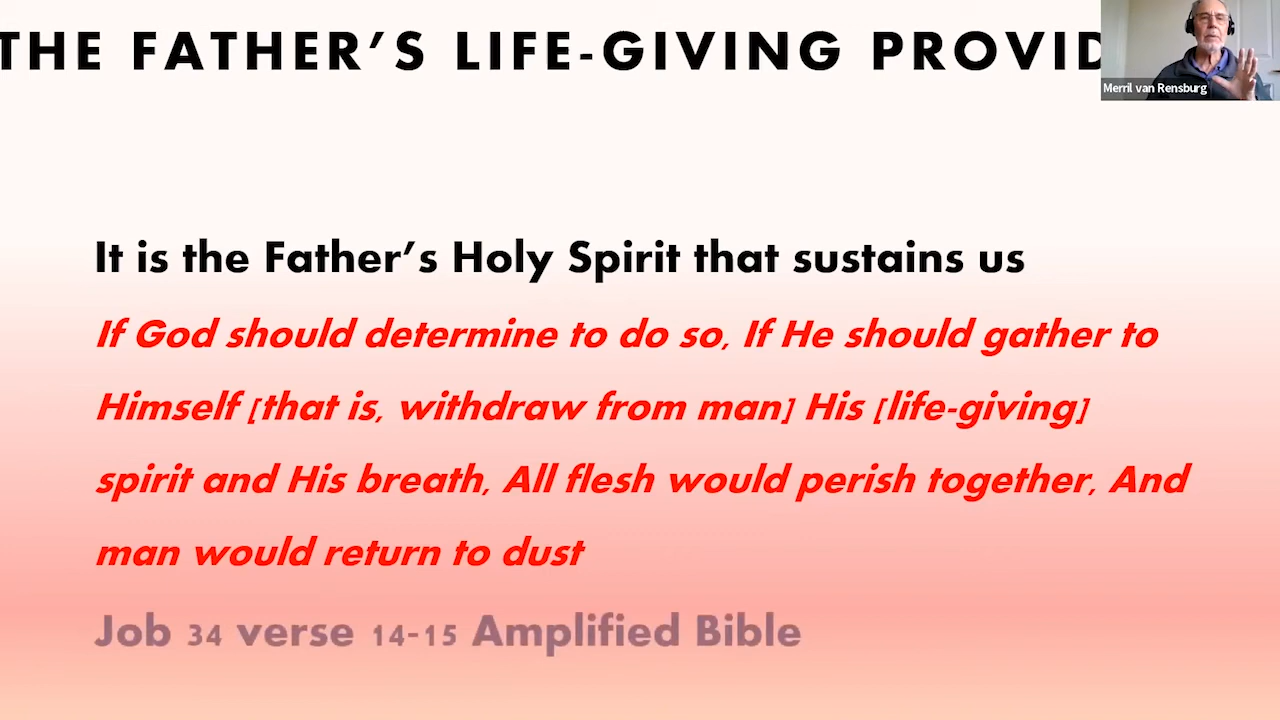 THE FATHER’S LIFE-GIVING PROVID
Merril van Rensburg
It is the Father’s Holy Spirit that sustains us
If God should determine to do so, If He should gather to
Himself [that is, withdraw from man] His [life-giving]
spirit and His breath, All flesh would perish together, And
man would return to dust
Job 34 verse 14-15 Amplified Bible